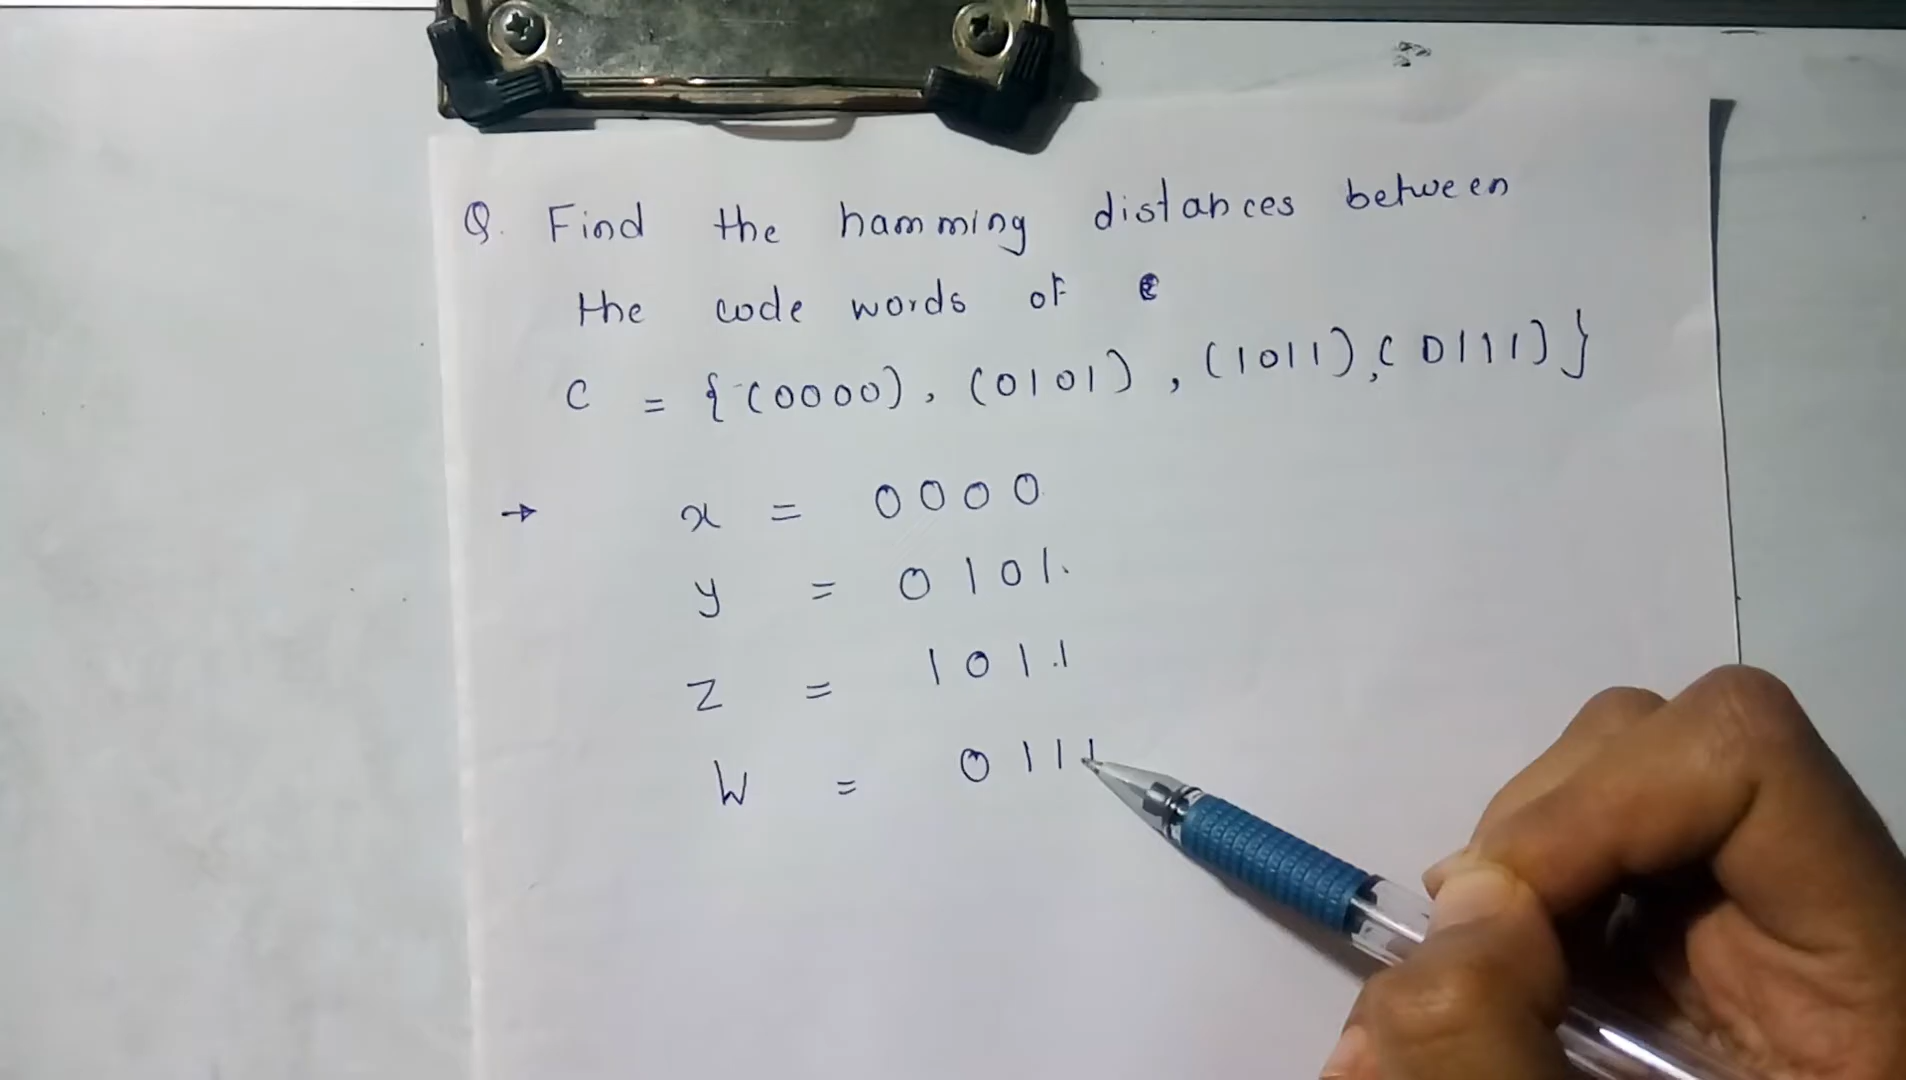 Q. Find the hamming distances between
the code words of c
C = {(0000), (0101), (1011), (0111)}
→ x = 0000
y = 0101.
z = 1011
W = 0111